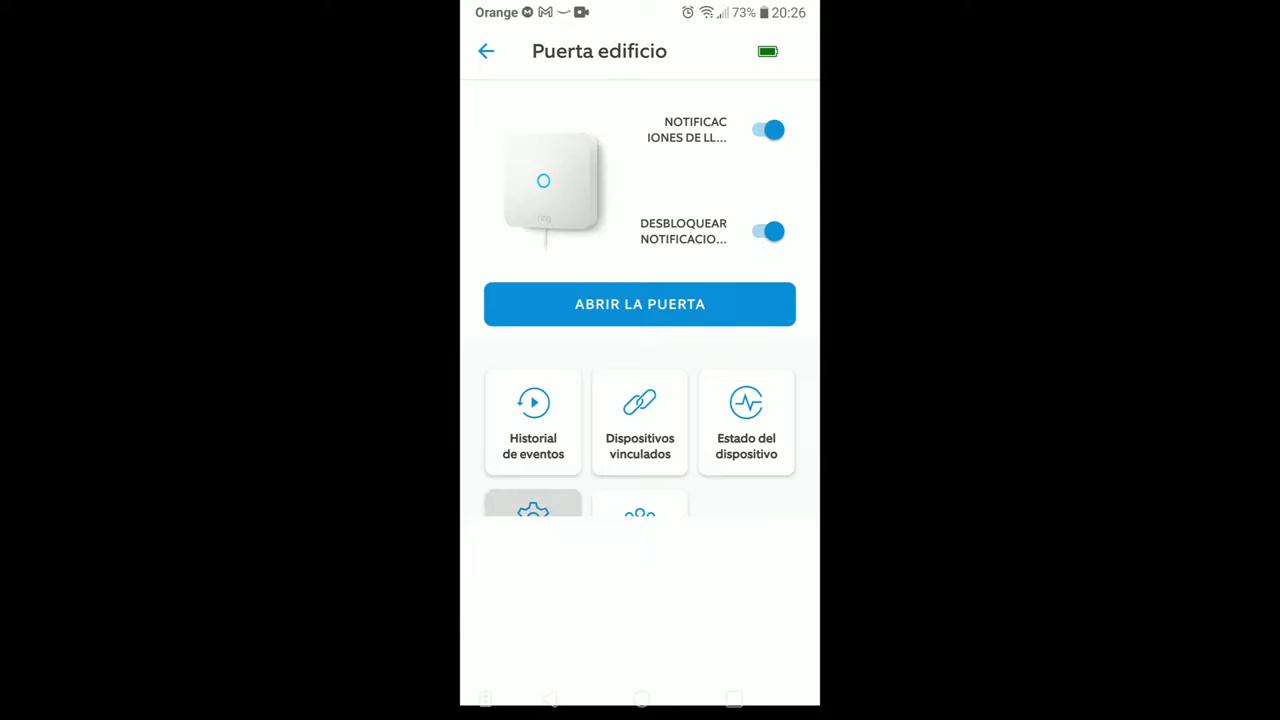 Orange 73% 20:26
Puerta edificio
NOTIFICAC
IONES DE LL...
DESBLOQUEAR
NOTIFICACIO...
ring
ABRIR LA PUERTA
Historial
de eventos
Dispositivos
vinculados
Estado del
dispositivo